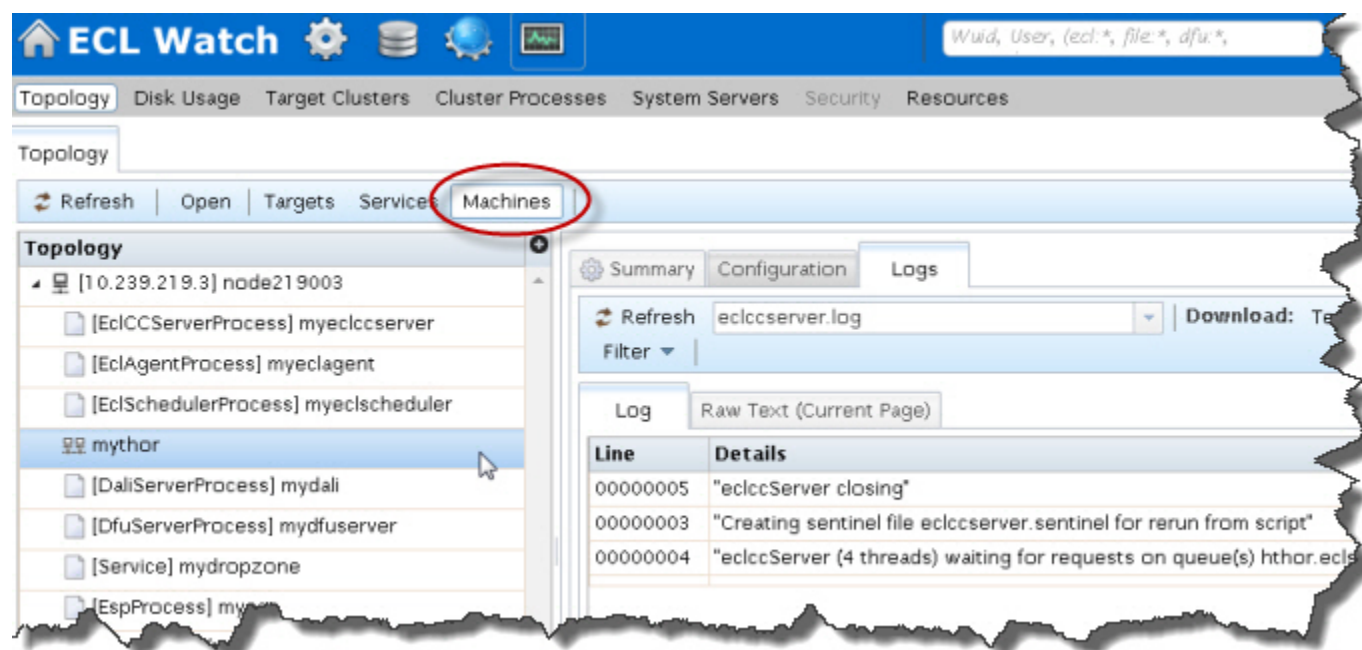 ECL Watch
Wuid, User, (ecl:*, file:*, dfu:*,
Topology Disk Usage Target Clusters Cluster Processes System Servers Security Resources
Topology
Refresh Open Targets Services Machines
Topology
[10.239.219.3] node219003
[EclCCServerProcess] myeclccserver
[EclAgentProcess] myeclagent
[EclSchedulerProcess] myeclscheduler
mythor
[DaliServerProcess] mydali
[DfuServerProcess] mydfuserver
[Service] mydropzone
[EspProcess]
Summary Configuration Logs
Refresh eclccserver.log Download:
Filter
Log Raw Text (Current Page)
Line Details
00000005 "eclccServer closing"
00000003 "Creating sentinel file eclccserver.sentinel for rerun from script"
00000004 "eclccServer (4 threads) waiting for requests on queue(s)